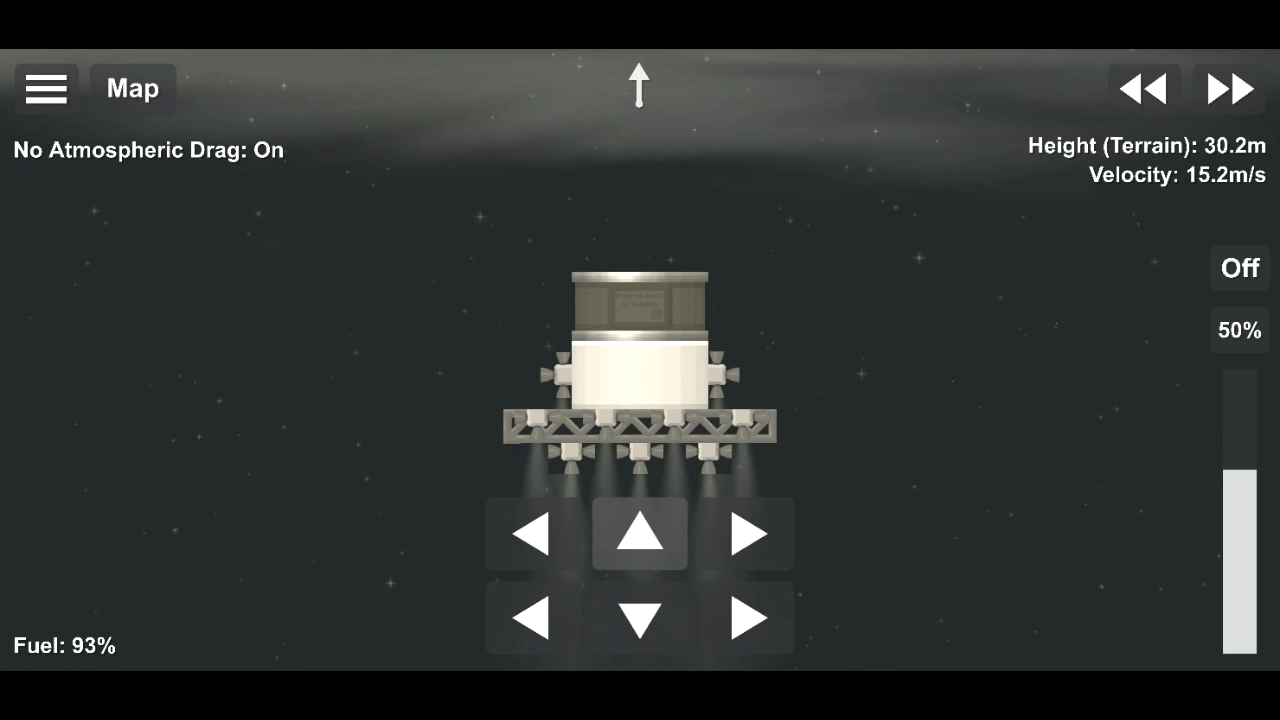 Map
No Atmospheric Drag: On
Height (Terrain): 30.2m
Velocity: 15.2m/s
Off
50%
Fuel: 93%